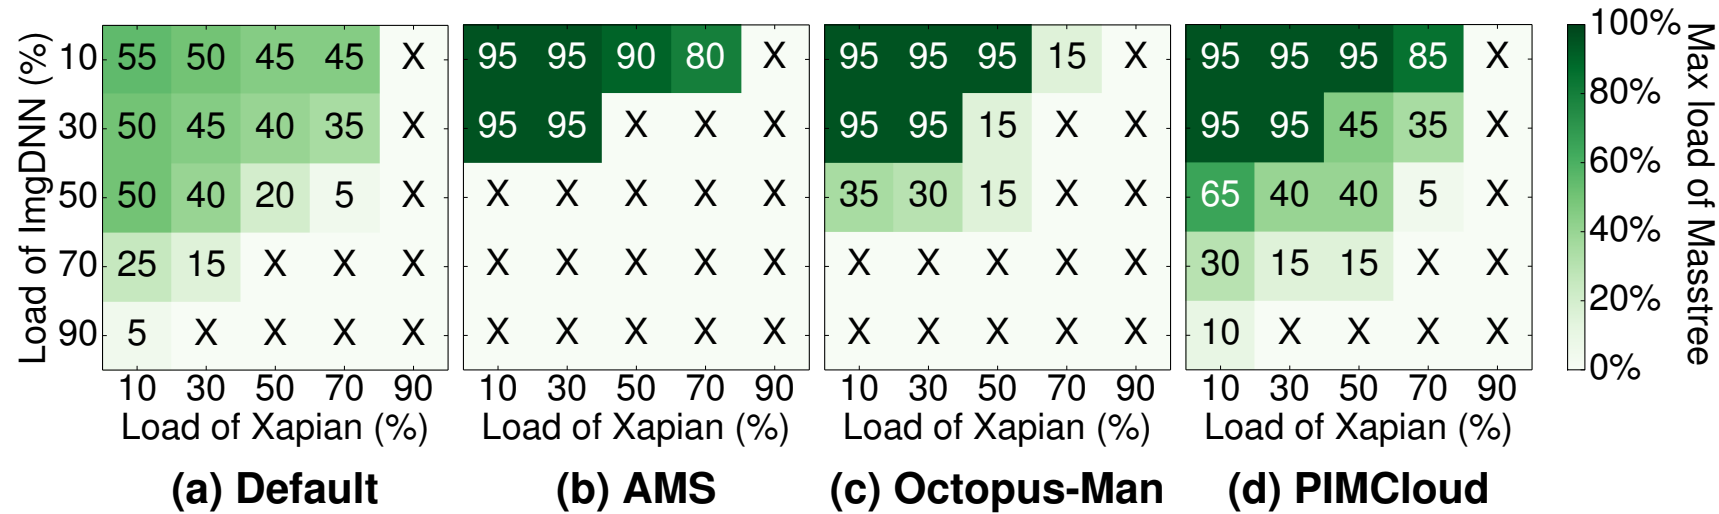 Load of ImgDNN (%)
10 55 50 45 45 X 95 95 90 80 X 95 95 95 15 X 95 95 95 85 X
30 50 45 40 35 X 95 95 X X X 95 95 15 X X 95 95 45 35 X
50 50 40 20 5 X X X X X X 35 30 15 X X 65 40 40 5 X
70 25 15 X X X X X X X X X X X X X 30 15 15 X X
90 5 X X X X X X X X X X X X X X 10 X X X X
10 30 50 70 90 10 30 50 70 90 10 30 50 70 90 10 30 50 70 90
Load of Xapian (%) Load of Xapian (%) Load of Xapian (%) Load of Xapian (%)
(a) Default (b) AMS (c) Octopus-Man (d) PIMCloud
100%
80%
60%
40%
20%
0%
Max load of Masstree